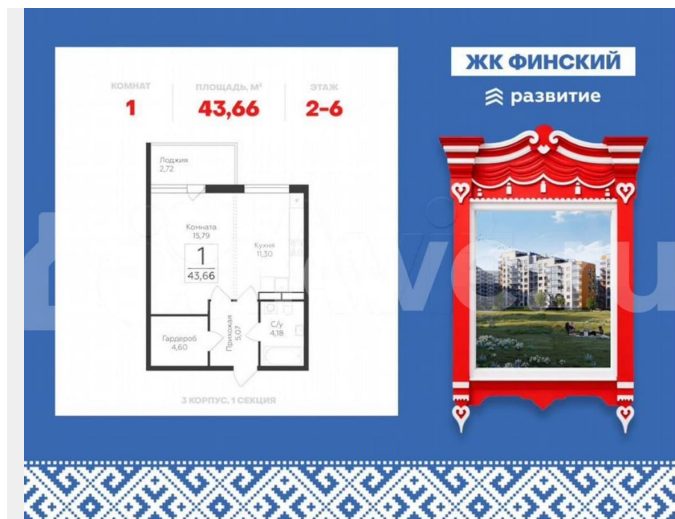 ЖК ФИНСКИЙ
развитие
КОМНАТ
ПЛОЩАДЬ, М²
ЭТАЖ
1
43,66
2-6
Лоджия
2,72
Комната
15,79
Кухня
11,30
1
43,66
Гардероб
4,60
Прихожая
5,07
С/у
4,18
3 КОРПУС, 1 СЕКЦИЯ